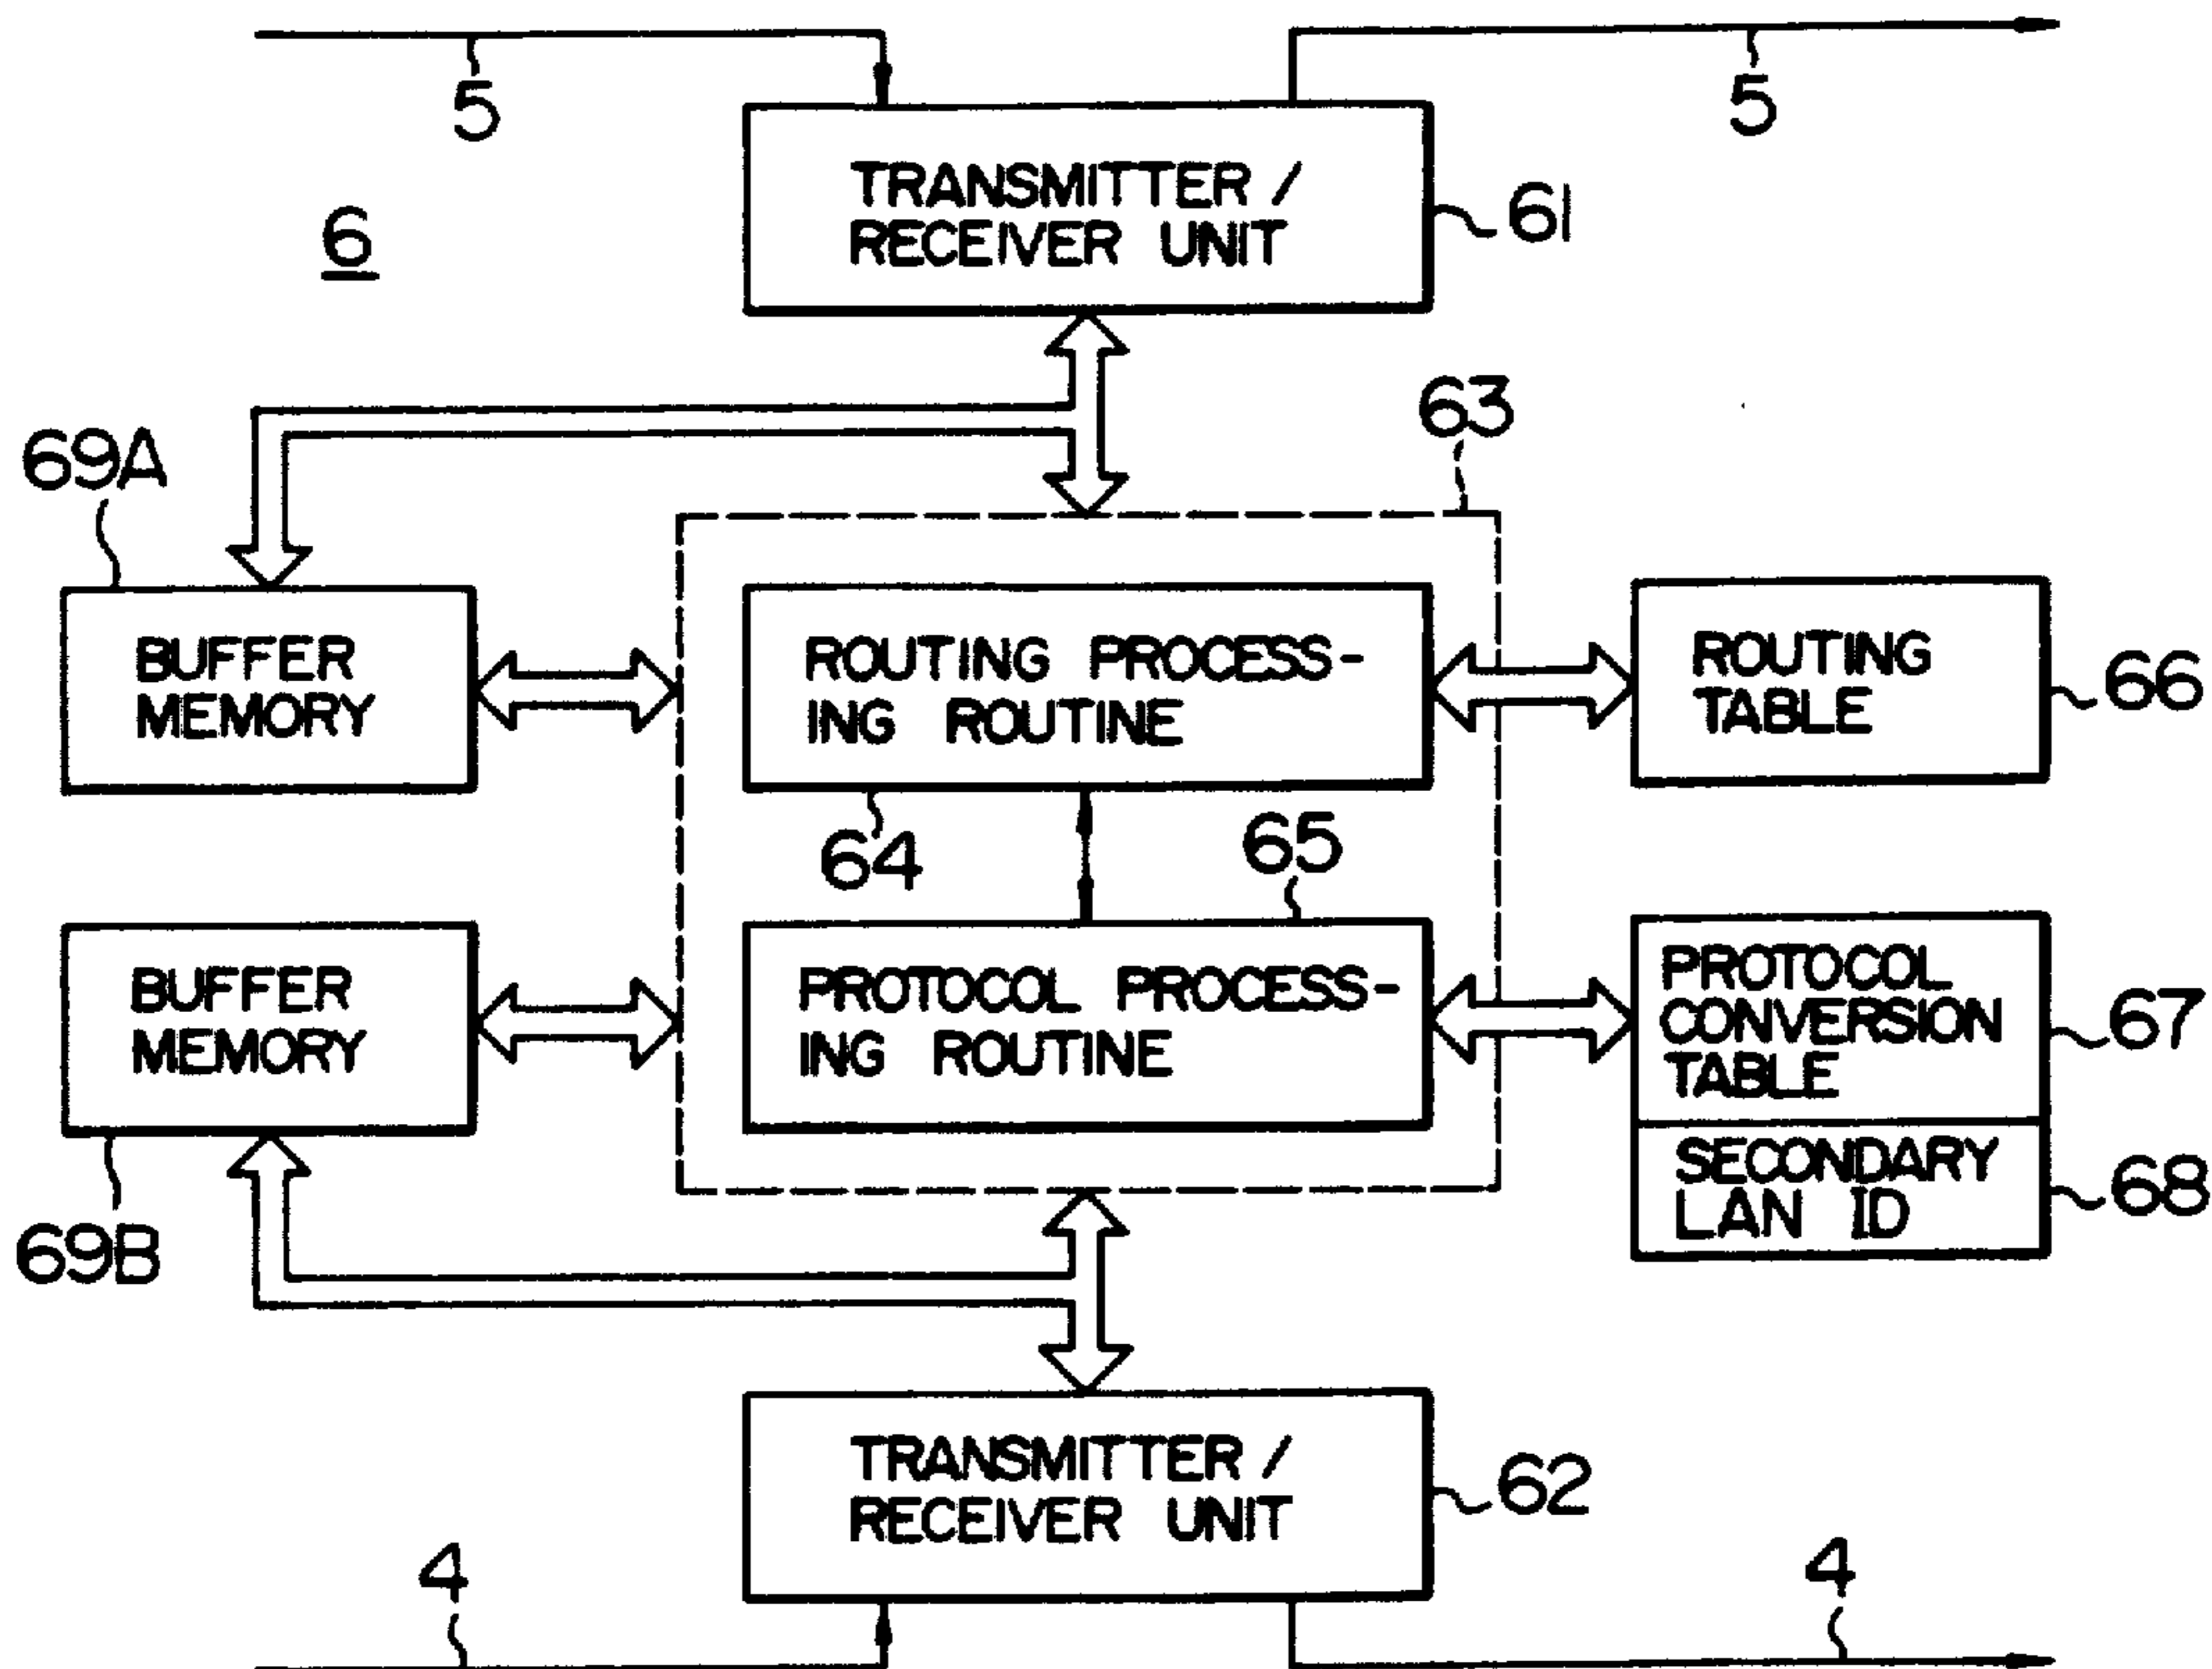 5
5
TRANSMITTER /
RECEIVER UNIT
61
6
63
69A
BUFFER
MEMORY
ROUTING PROCESS-
ING ROUTINE
ROUTING
TABLE
66
64
65
BUFFER
MEMORY
PROTOCOL PROCESS-
ING ROUTINE
PROTOCOL
CONVERSION
TABLE
67
SECONDARY
LAN ID
68
69B
TRANSMITTER /
RECEIVER UNIT
62
4
4